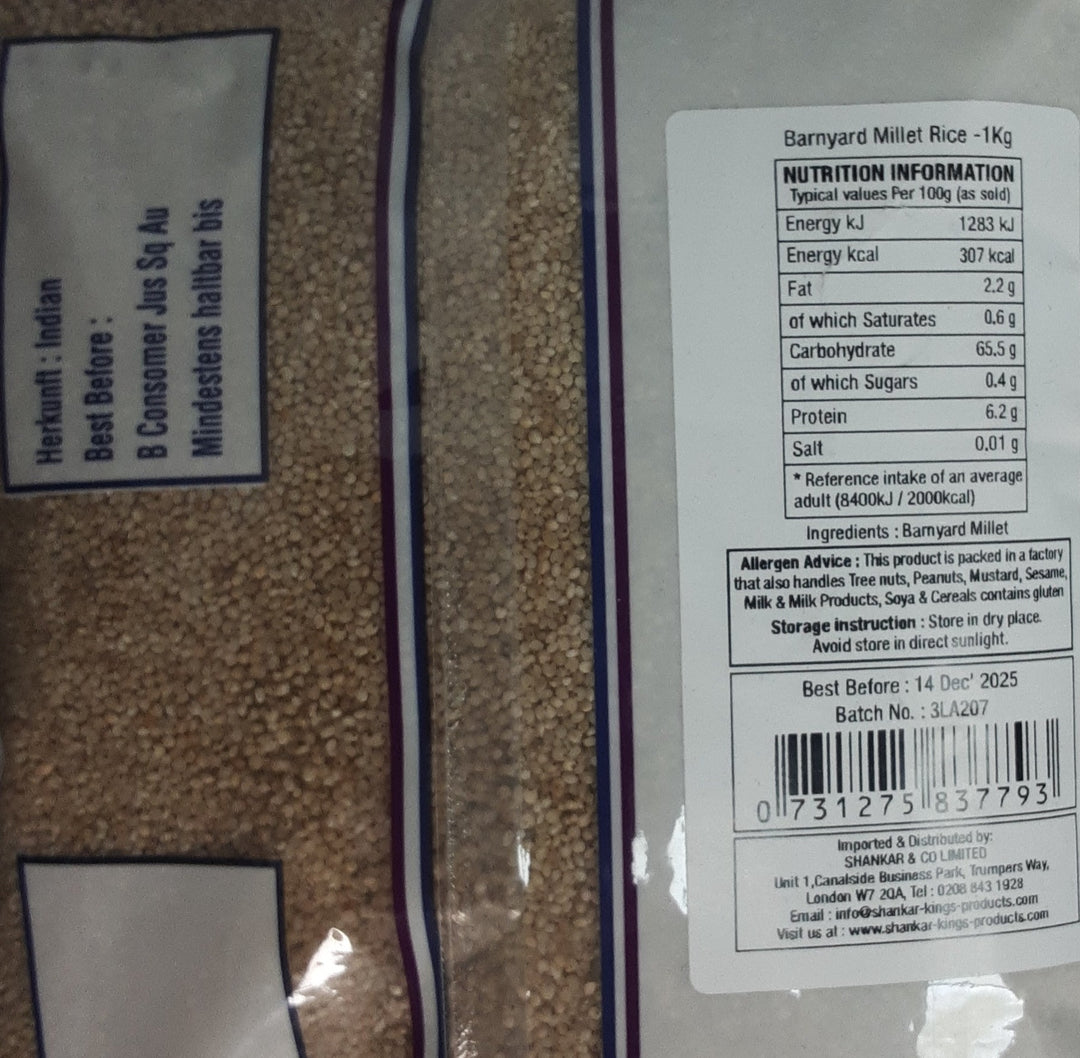 Herkunft : Indian
Best Before :
B Consomer Jus Sq Au
Mindestens haltbar bis
Barnyard Millet Rice -1Kg
NUTRITION INFORMATION
Typical values Per 100g (as sold)
Energy kJ 1283 kJ
Energy kcal 307 kcal
Fat 2.2 g
of which Saturates 0.6 g
Carbohydrate 65.5 g
of which Sugars 0.4 g
Protein 6.2 g
Salt 0.01 g
* Reference intake of an average
adult (8400kJ / 2000kcal)
Ingredients : Barnyard Millet
Allergen Advice : This product is packed in a factory
that also handles Tree nuts, Peanuts, Mustard, Sesame,
Milk & Milk Products, Soya & Cereals contains gluten
Storage instruction : Store in dry place.
Avoid store in direct sunlight.
Best Before : 14 Dec' 2025
Batch No. : 3LA207
0 731275 837793
Imported & Distributed by:
SHANKAR & CO LIMITED
Unit 1,Canalside Business Park, Trumpers Way,
London W7 2QA, Tel : 0208 843 1928
Email : info@shankar-kings-products.com
Visit us at : www.shankar-kings-products.com